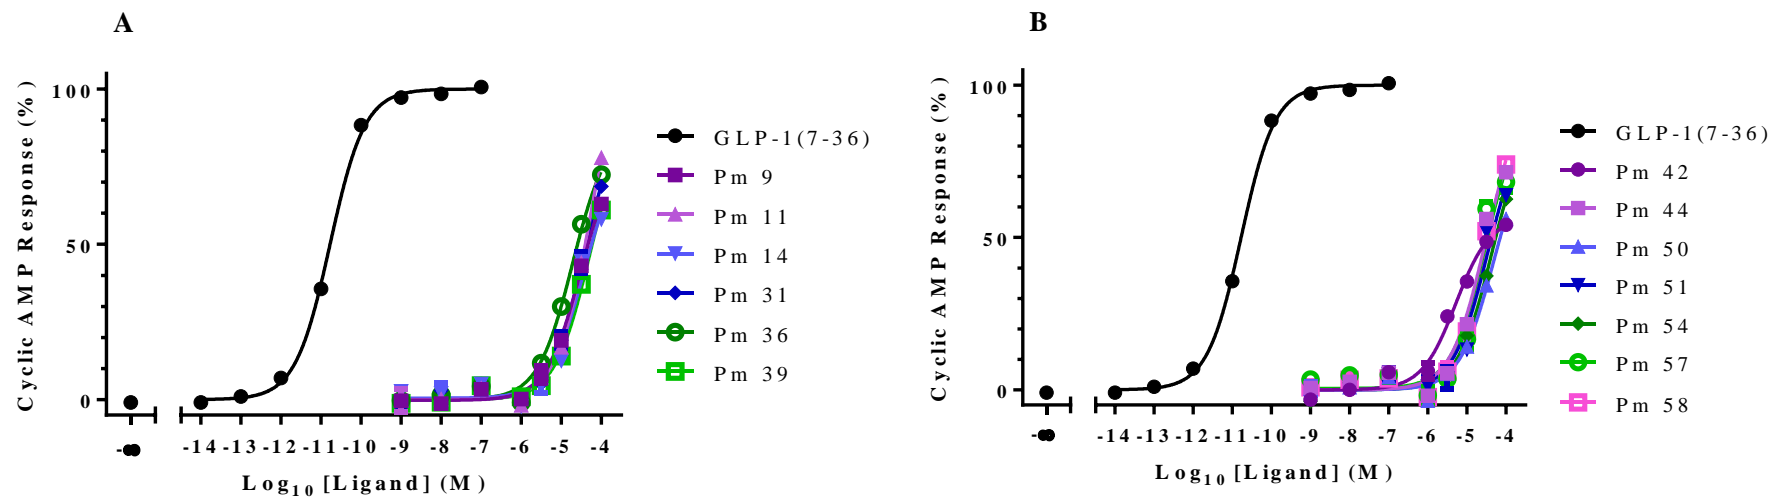 A
Cyclic AMP Response (%)
100
50
0
-∞
-14 -13 -12 -11 -10 -9 -8 -7 -6 -5 -4
Log10 [Ligand] (M)
GLP-1(7-36)
Pm 9
Pm 11
Pm 14
Pm 31
Pm 36
Pm 39
B
Cyclic AMP Response (%)
100
50
0
-∞
-14 -13 -12 -11 -10 -9 -8 -7 -6 -5 -4
Log10 [Ligand] (M)
GLP-1(7-36)
Pm 42
Pm 44
Pm 50
Pm 51
Pm 54
Pm 57
Pm 58